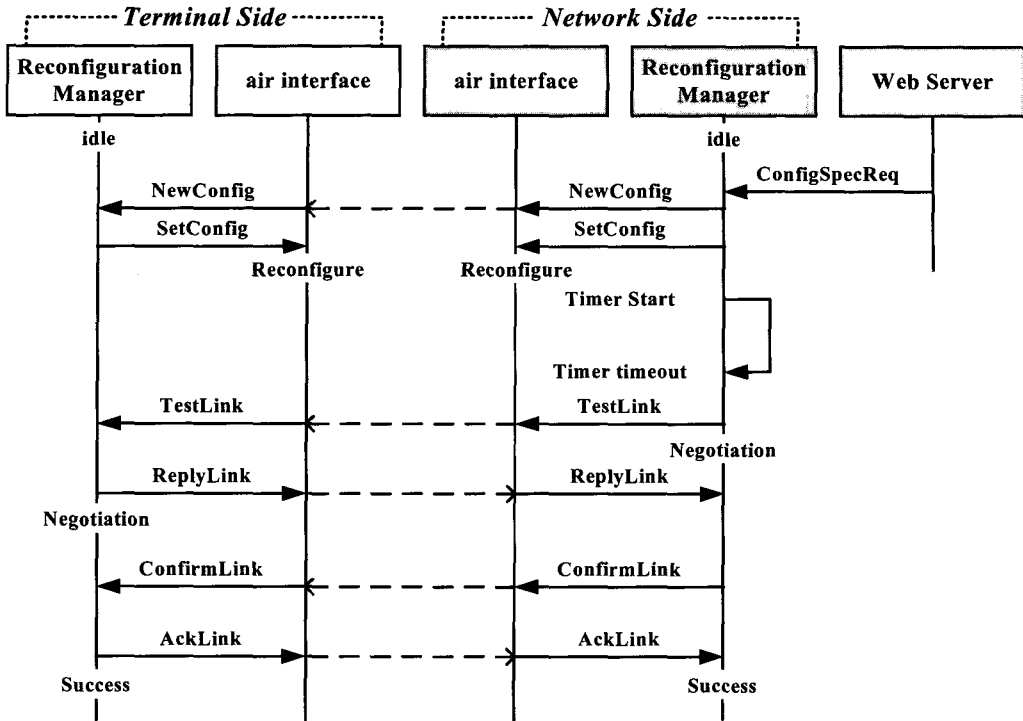 Terminal Side
Network Side
Reconfiguration
Manager
air interface
air interface
Reconfiguration
Manager
Web Server
idle
idle
ConfigSpecReq
NewConfig
NewConfig
SetConfig
SetConfig
Reconfigure
Reconfigure
Timer Start
Timer timeout
TestLink
TestLink
Negotiation
ReplyLink
ReplyLink
Negotiation
ConfirmLink
ConfirmLink
AckLink
AckLink
Success
Success